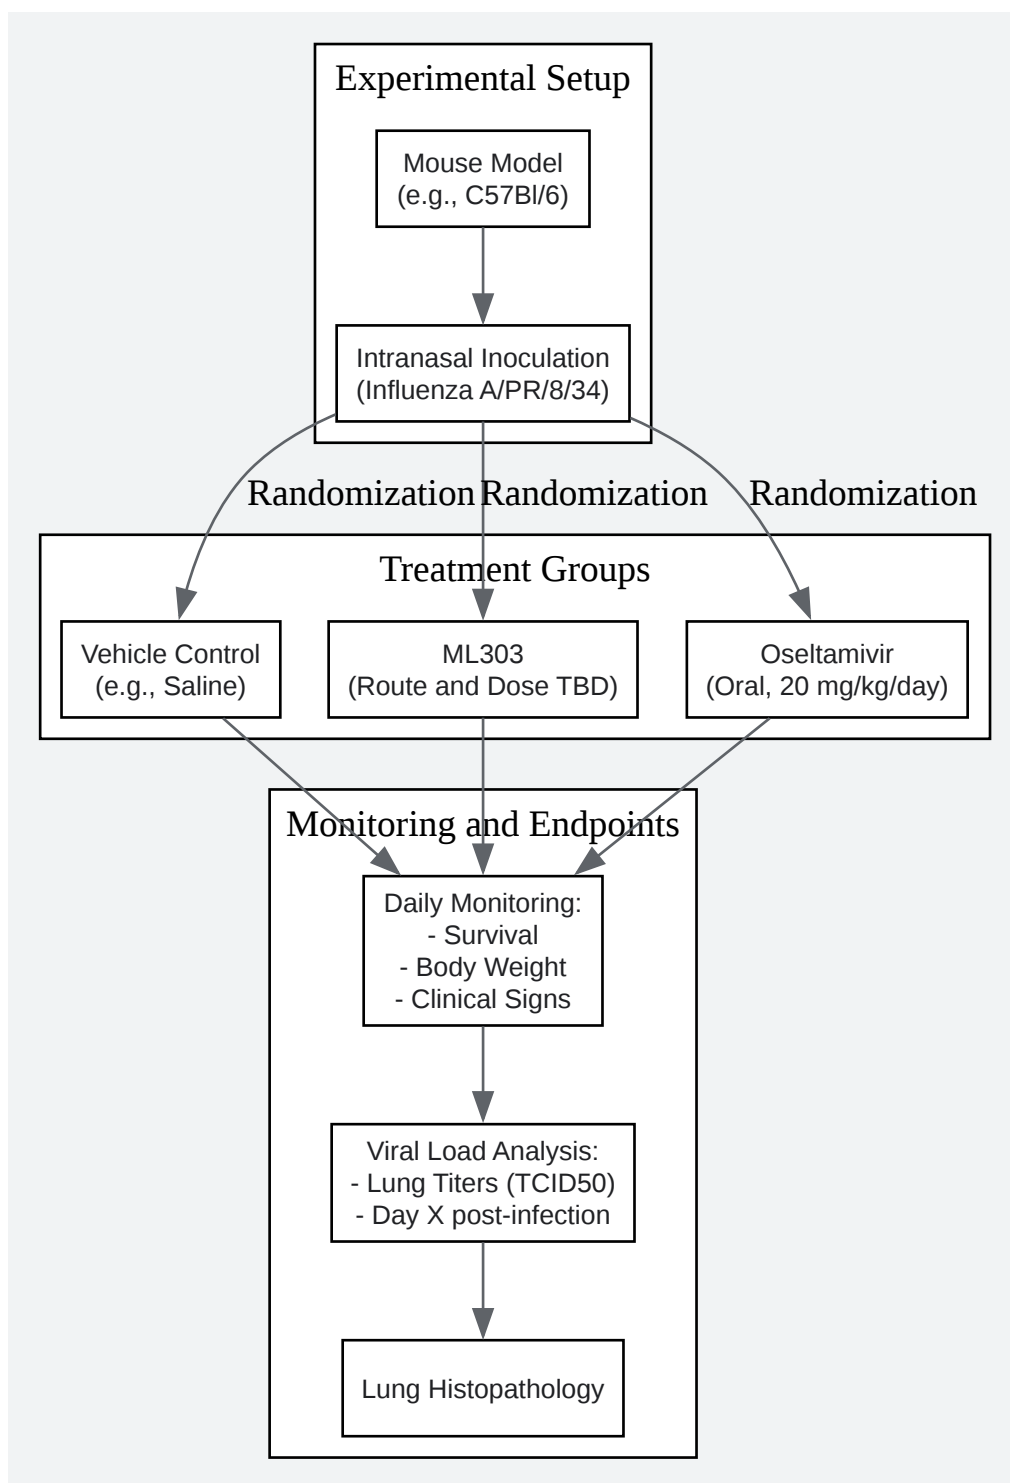 Experimental Setup
Mouse Model
(e.g., C57Bl/6)
Intranasal Inoculation
(Influenza A/PR/8/34)
Randomization
Randomization
Randomization
Treatment Groups
Vehicle Control
(e.g., Saline)
ML303
(Route and Dose TBD)
Oseltamivir
(Oral, 20 mg/kg/day)
Monitoring and Endpoints
Daily Monitoring:
- Survival
- Body Weight
- Clinical Signs
Viral Load Analysis:
- Lung Titers (TCID50)
- Day X post-infection
Lung Histopathology